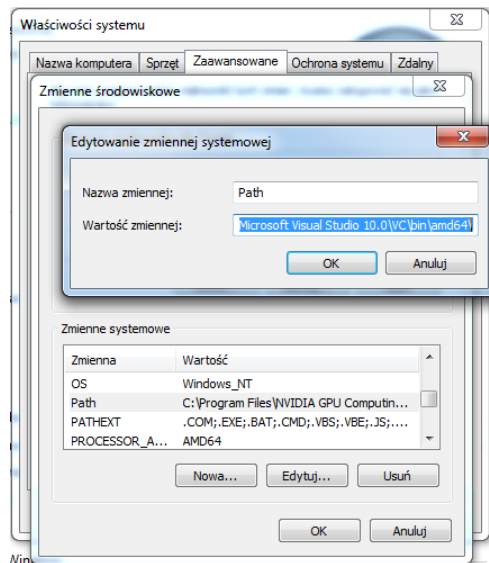 Właściwości systemu
Nazwa komputera Sprzęt Zaawansowane Ochrona systemu Zdalny
Zmienne środowiskowe
Edytowanie zmiennej systemowej
Nazwa zmiennej: Path
Wartość zmiennej: Microsoft Visual Studio 10.0\VC\bin\amd64\
OK Anuluj
Zmienne systemowe
Zmienna Wartość
OS Windows_NT
Path C:\Program Files\NVIDIA GPU Computin...
PATHEXT .COM;.EXE;.BAT;.CMD;.VBS;.VBE;.JS;....
PROCESSOR_A... AMD64
Nowa... Edytuj... Usuń
OK Anuluj